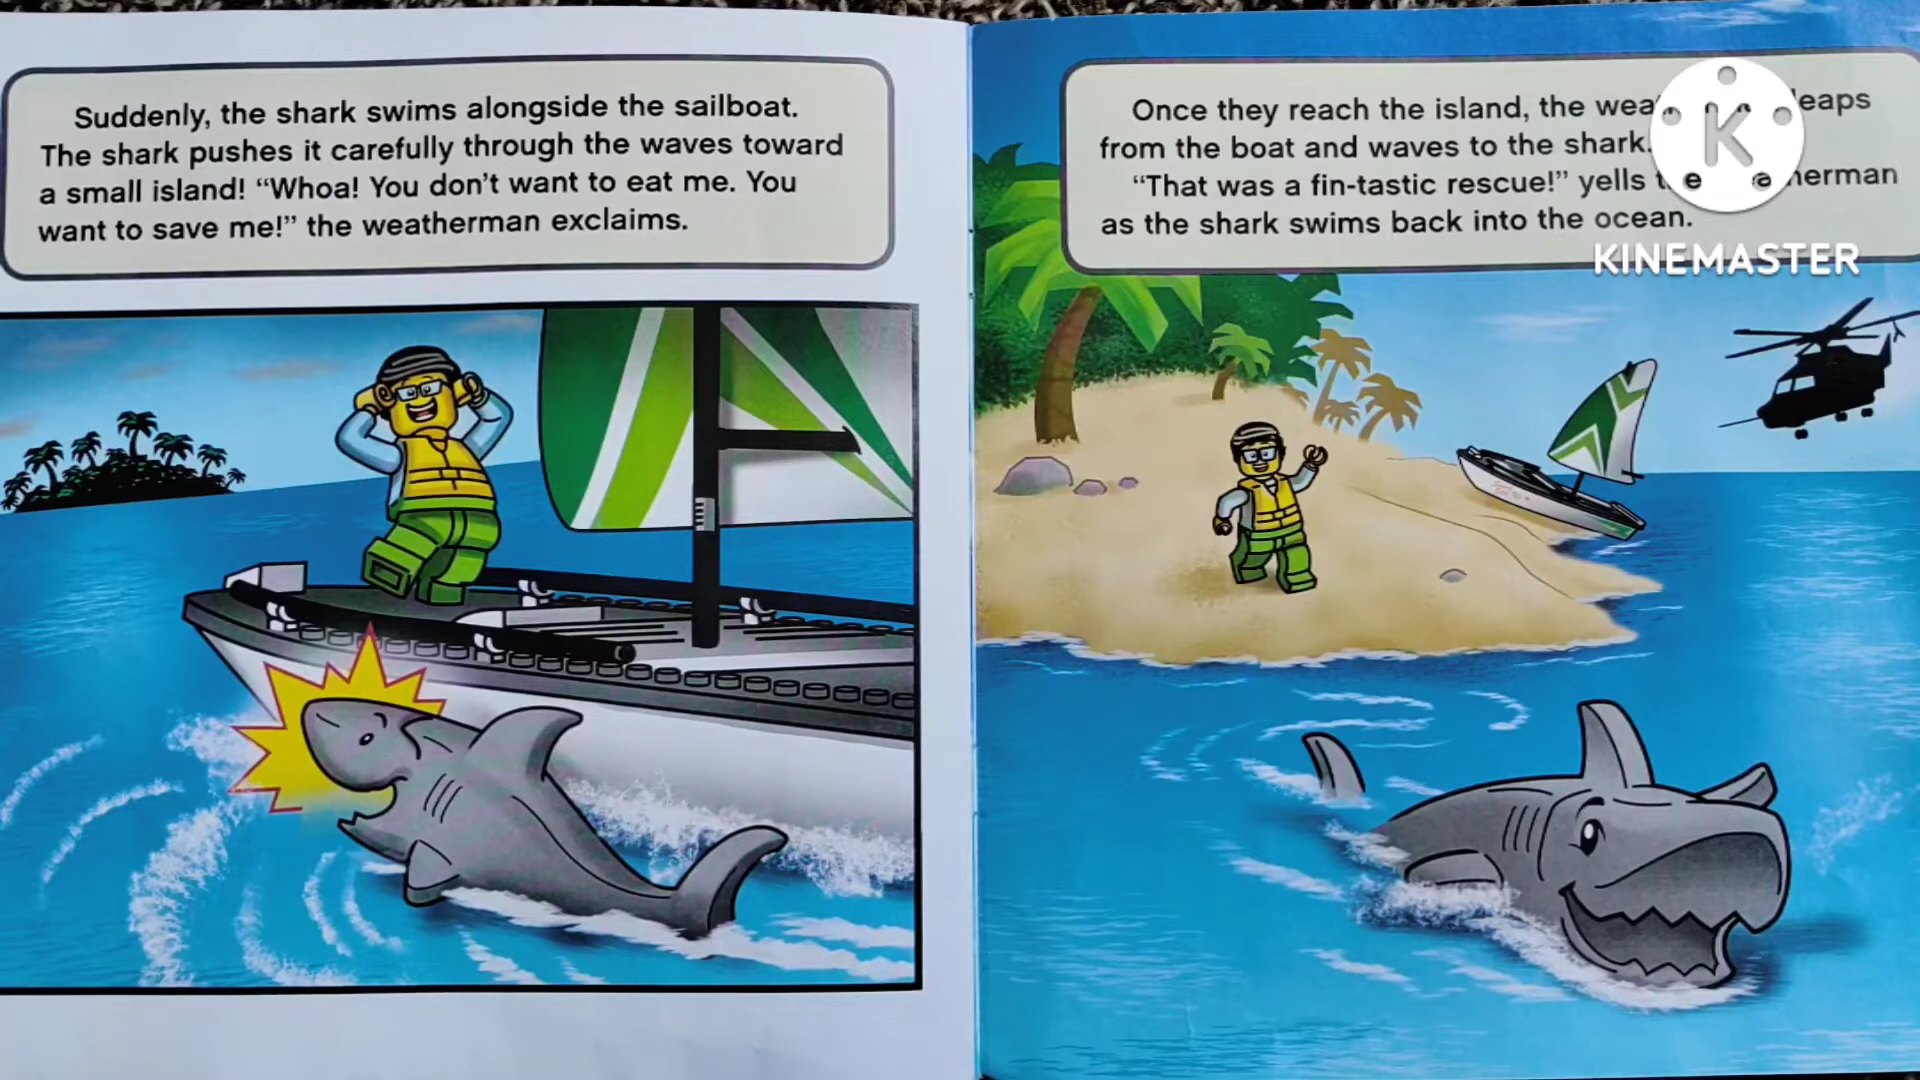 Suddenly, the shark swims alongside the sailboat.
The shark pushes it carefully through the waves toward
a small island! “Whoa! You don’t want to eat me. You
want to save me!” the weatherman exclaims.
Once they reach the island, the leaps
from the boat and waves to the shark.
“That was a fin-tastic rescue!” yells
as the shark swims back into the ocean.
K
KINEMASTER